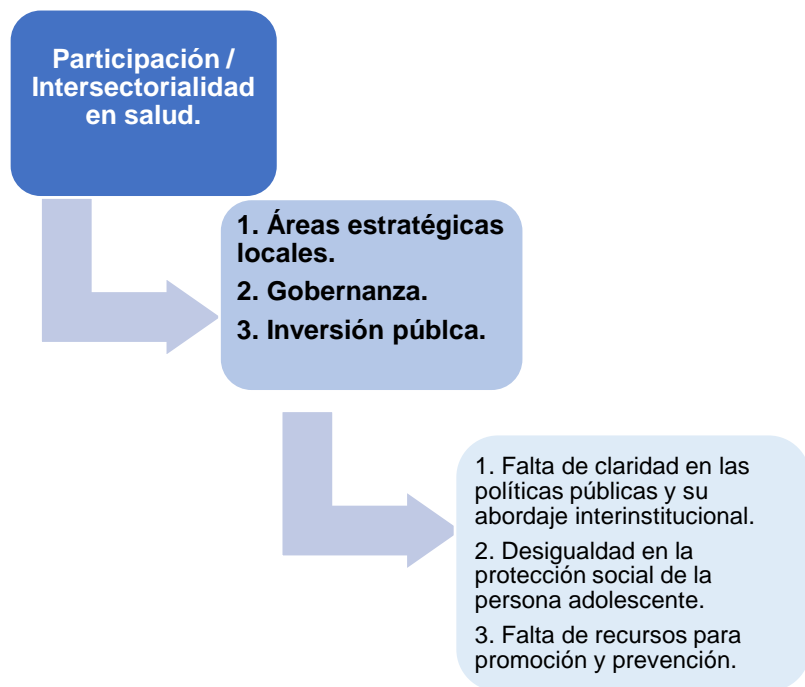 Participación /
Intersectorialidad
en salud.
1. Áreas estratégicas
locales.
2. Gobernanza.
3. Inversión públca.
1. Falta de claridad en las
políticas públicas y su
abordaje interinstitucional.
2. Desigualdad en la
protección social de la
persona adolescente.
3. Falta de recursos para
promoción y prevención.